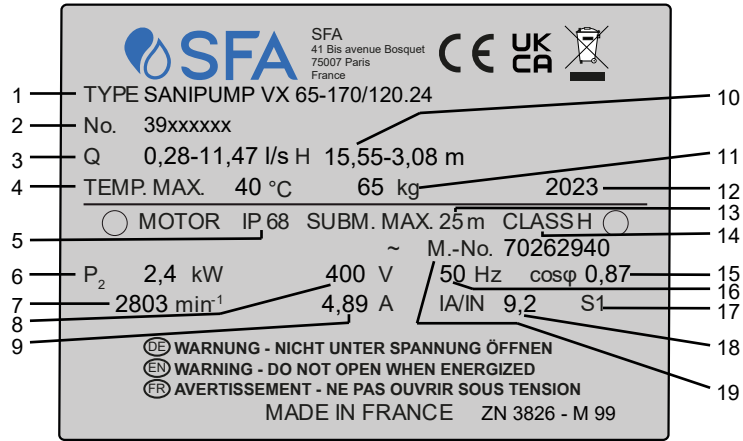 SFA
SFA
41 Bis avenue Bosquet
75007 Paris
France
CE UK CA
1 TYPE SANIPUMP VX 65-170/120.24 10
2 No. 39xxxxxx
3 Q 0,28-11,47 l/s H 15,55-3,08 m 11
4 TEMP. MAX. 40 °C 65 kg 2023 12
13
5 MOTOR IP 68 SUBM. MAX. 25 m CLASS H 14
~ M.-No. 70262940
6 P2 2,4 kW 400 V 50 Hz cosφ 0,87 15
16
7 2803 min-1 4,89 A IA/IN 9,2 S1 17
8
9 18
DE WARNUNG - NICHT UNTER SPANNUNG ÖFFNEN
EN WARNING - DO NOT OPEN WHEN ENERGIZED
19
FR AVERTISSEMENT - NE PAS OUVRIR SOUS TENSION
MADE IN FRANCE ZN 3826 - M 99